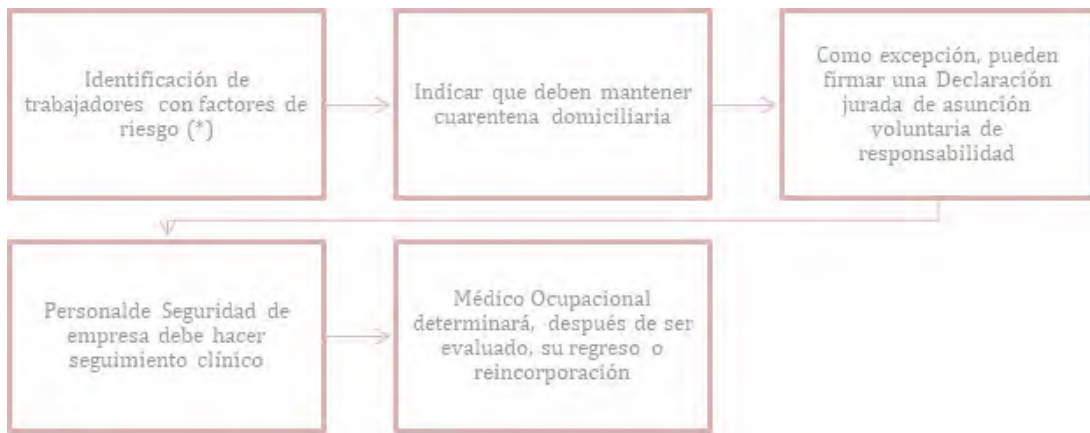 Identificación de
trabajadores con factores de
riesgo (*)
Indicar que deben mantener
cuarentena domiciliaria
Como excepción, pueden
firmar una Declaración
jurada de asunción
voluntaria de
responsabilidad
Personalde Seguridad de
empresa debe hacer
seguimiento clínico
Médico Ocupacional
determinará, después de ser
evaluado, su regreso o
reincorporación